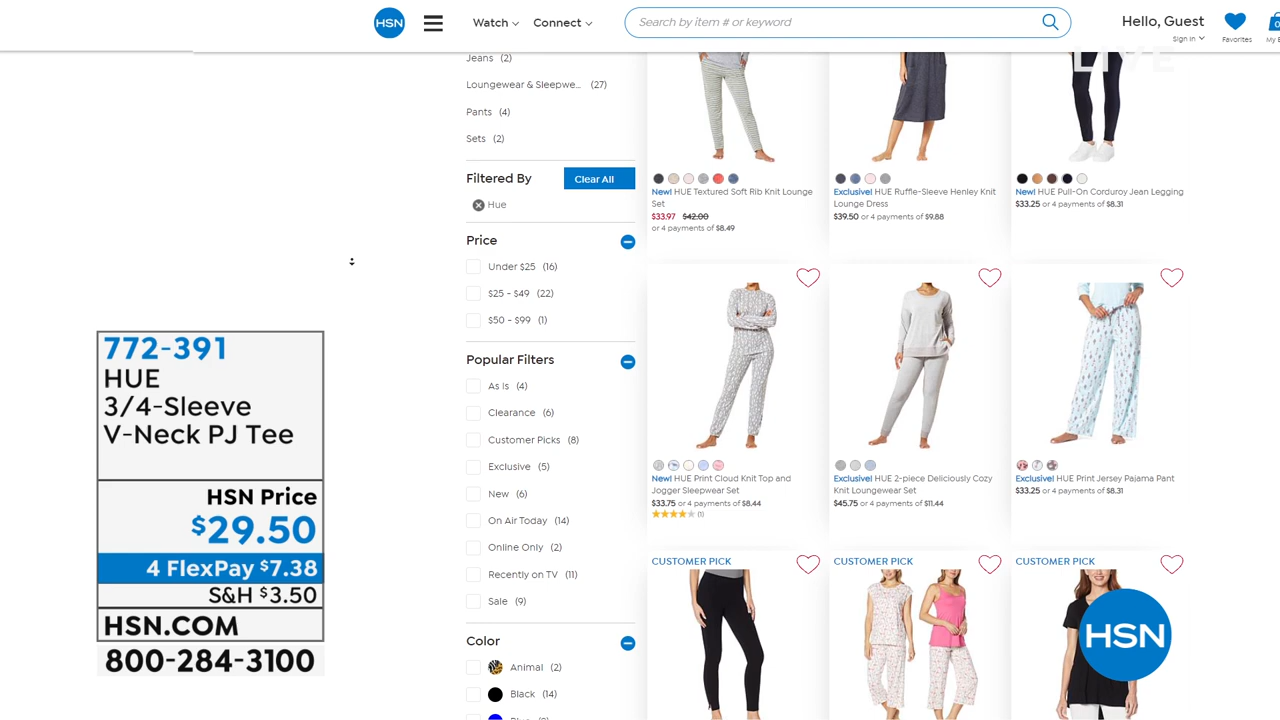 HSN
Watch
Connect
Search by item # or keyword
Hello, Guest
Sign In
Favorites
0
My
LIVE
Jeans (2)
Loungewear & Sleepwe... (27)
Pants (4)
Sets (2)
Filtered By
Clear All
Hue
Price
Under $25 (16)
$25 - $49 (22)
$50 - $99 (1)
Popular Filters
As Is (4)
Clearance (6)
Customer Picks (8)
Exclusive (5)
New (6)
On Air Today (14)
Online Only (2)
Recently on TV (11)
Sale (9)
Color
Animal (2)
Black (14)
New! HUE Textured Soft Rib Knit Lounge
Set
$33.97 $42.00
or 4 payments of $8.49
Exclusive! HUE Ruffle-Sleeve Henley Knit
Lounge Dress
$39.50 or 4 payments of $9.88
New! HUE Pull-On Corduroy Jean Legging
$33.25 or 4 payments of $8.31
New! HUE Print Cloud Knit Top and
Jogger Sleepwear Set
$33.75 or 4 payments of $8.44
(1)
Exclusive! HUE 2-piece Deliciously Cozy
Knit Loungewear Set
$45.75 or 4 payments of $11.44
Exclusive! HUE Print Jersey Pajama Pant
$33.25 or 4 payments of $8.31
CUSTOMER PICK
CUSTOMER PICK
CUSTOMER PICK
HSN
772-391
HUE
3/4-Sleeve
V-Neck PJ Tee
HSN Price
$29.50
4 FlexPay $7.38
S&H $3.50
HSN.COM
800-284-3100